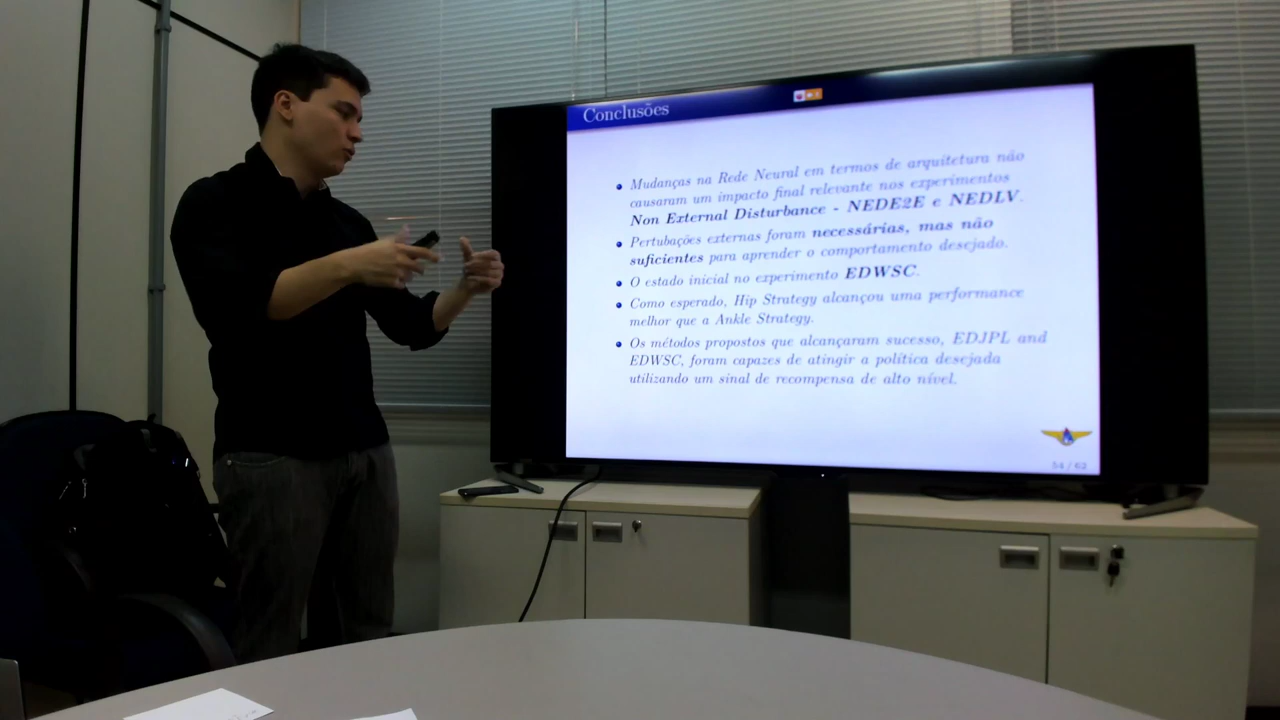 Conclusões
Mudanças na Rede Neural em termos de arquitetura não
causaram um impacto final relevante nos experimentos
Non External Disturbance - NEDE2E e NEDLV.
Pertubações externas foram necessárias, mas não
suficientes para aprender o comportamento desejado.
O estado inicial no experimento EDWSC.
Como esperado, Hip Strategy alcançou uma performance
melhor que a Ankle Strategy.
Os métodos propostos que alcançaram sucesso, EDJPL and
EDWSC, foram capazes de atingir a política desejada
utilizando um sinal de recompensa de alto nível.
54 / 62